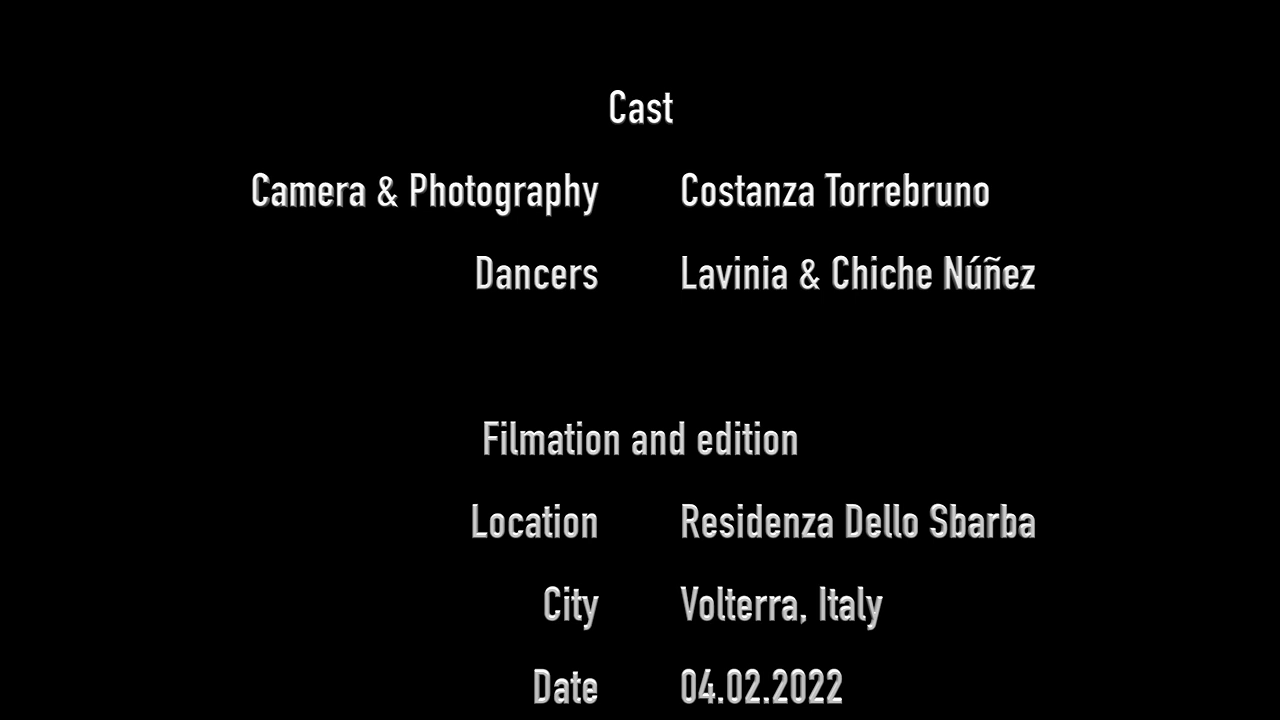 Cast
Camera & Photography Costanza Torrebruno
Dancers Lavinia & Chiche Núñez
Filmation and edition
Location Residenza Dello Sbarba
City Volterra, Italy
Date 04.02.2022